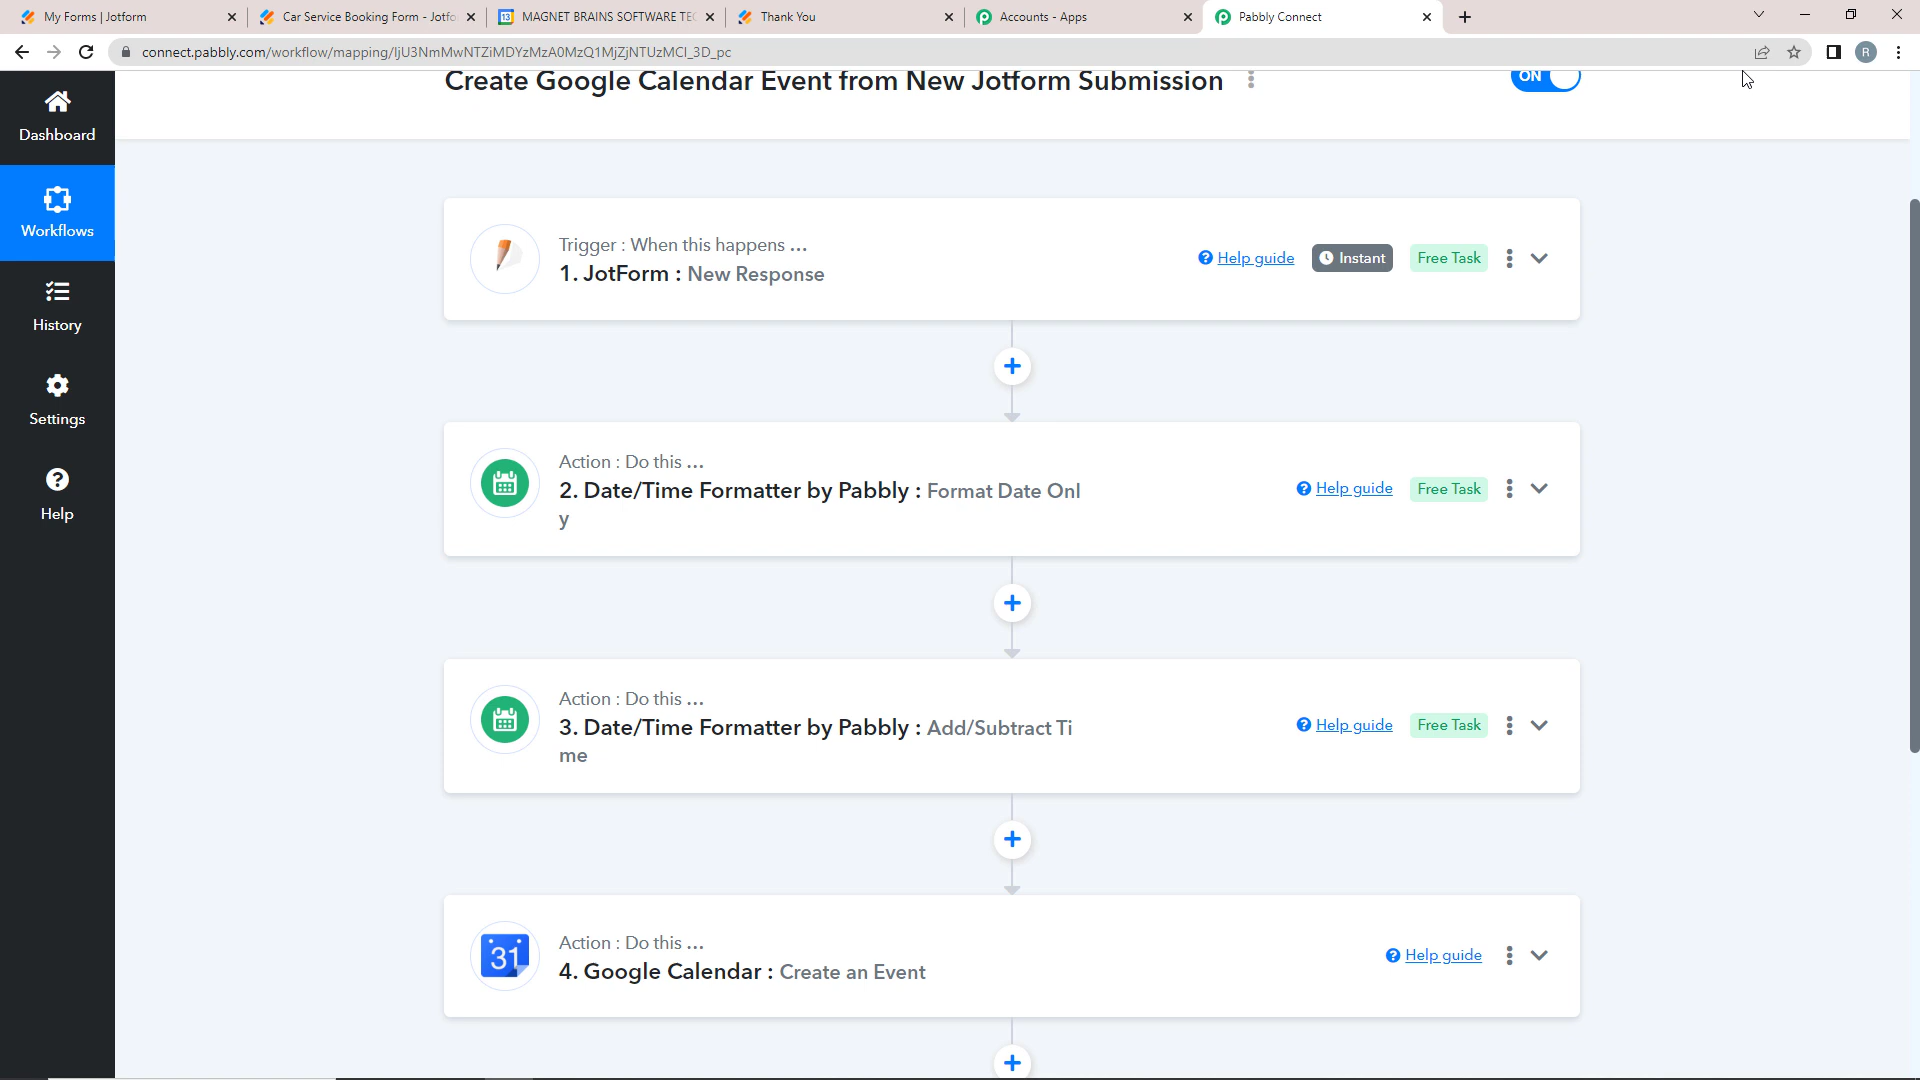 My Forms | Jotform
Car Service Booking Form - Jotfo
MAGNET BRAINS SOFTWARE TEC
Thank You
Accounts - Apps
Pabbly Connect
connect.pabbly.com/workflow/mapping/IjU3NmMwNTZiMDYzMzA0MzQ1MjZjNTUzMCI_3D_pc
R
Create Google Calendar Event from New Jotform Submission
ON
Dashboard
Workflows
History
Settings
Help
Trigger : When this happens ...
1. JotForm : New Response
Help guide
Instant
Free Task
Action : Do this ...
2. Date/Time Formatter by Pabbly : Format Date Onl
y
Help guide
Free Task
Action : Do this ...
3. Date/Time Formatter by Pabbly : Add/Subtract Ti
me
Help guide
Free Task
31
Action : Do this ...
4. Google Calendar : Create an Event
Help guide